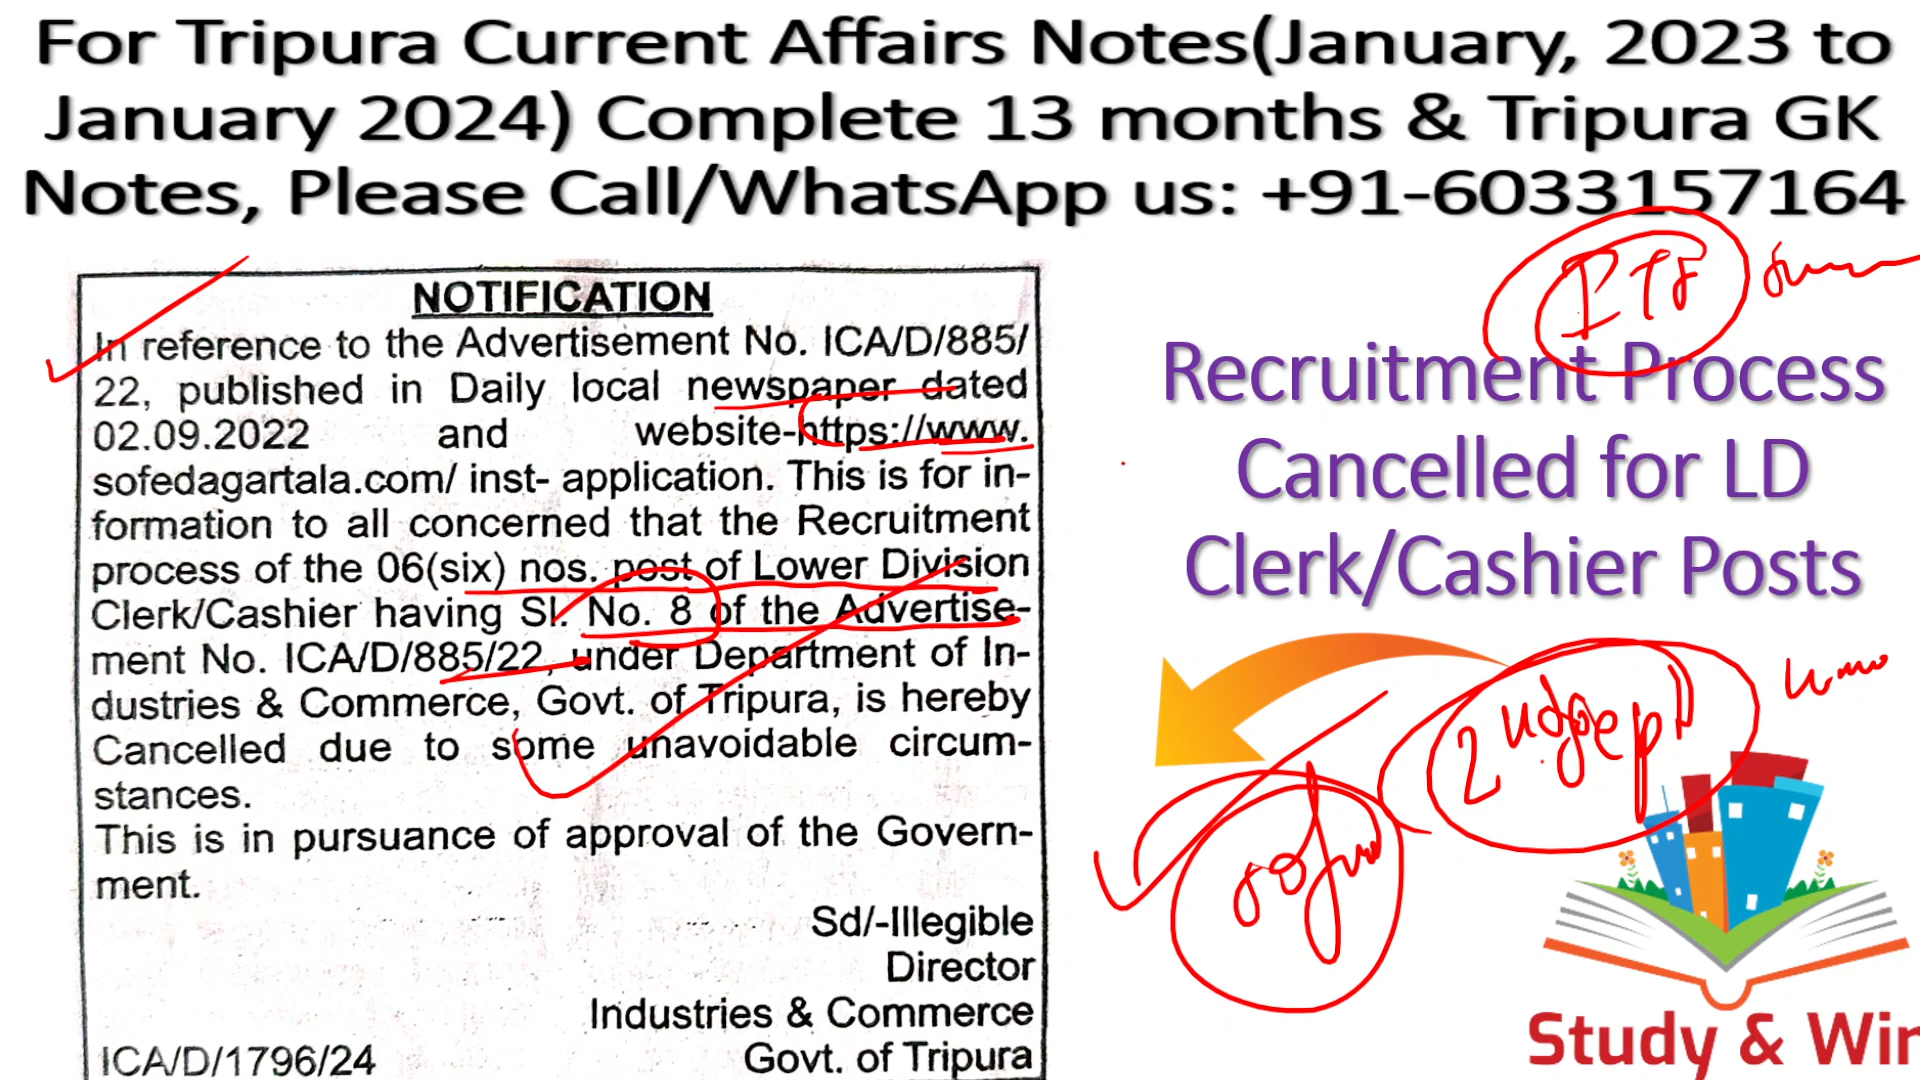 For Tripura Current Affairs Notes(January, 2023 to
January 2024) Complete 13 months & Tripura GK
Notes, Please Call/WhatsApp us: +91-6033157164
NOTIFICATION
In reference to the Advertisement No. ICA/D/885/
22, published in Daily local newspaper dated
02.09.2022 and website-https://www.
sofedagartala.com/ inst- application. This is for in-
formation to all concerned that the Recruitment
process of the 06(six) nos. post of Lower Division
Clerk/Cashier having Sl. No. 8 of the Advertise-
ment No. ICA/D/885/22, under Department of In-
dustries & Commerce, Govt. of Tripura, is hereby
Cancelled due to some unavoidable circum-
stances.
This is in pursuance of approval of the Govern-
ment.
Sd/-Illegible
Director
Industries & Commerce
ICA/D/1796/24 Govt. of Tripura
Recruitment Process
Cancelled for LD
Clerk/Cashier Posts
Study & Win